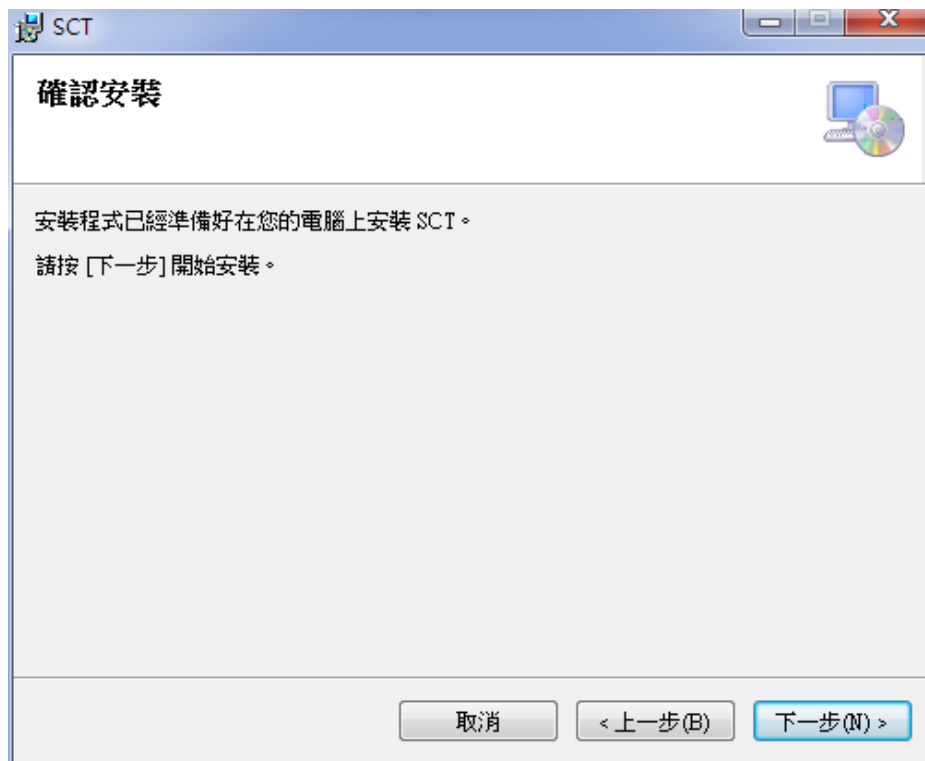 SCT
確認安裝
安裝程式已經準備好在您的電腦上安裝 SCT。
請按 [下一步] 開始安裝。
取消
< 上一步(B)
下一步(N) >